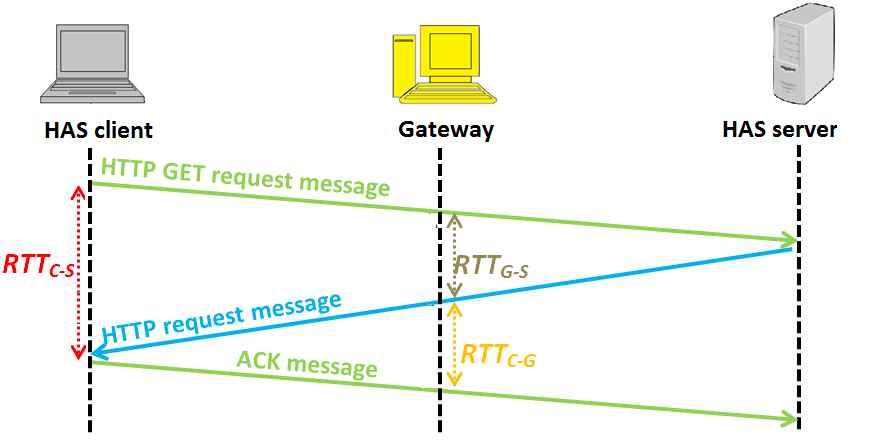 HAS client
Gateway
HAS server
HTTP GET request message
RTTC-S
RTTG-S
HTTP request message
RTTC-G
ACK message